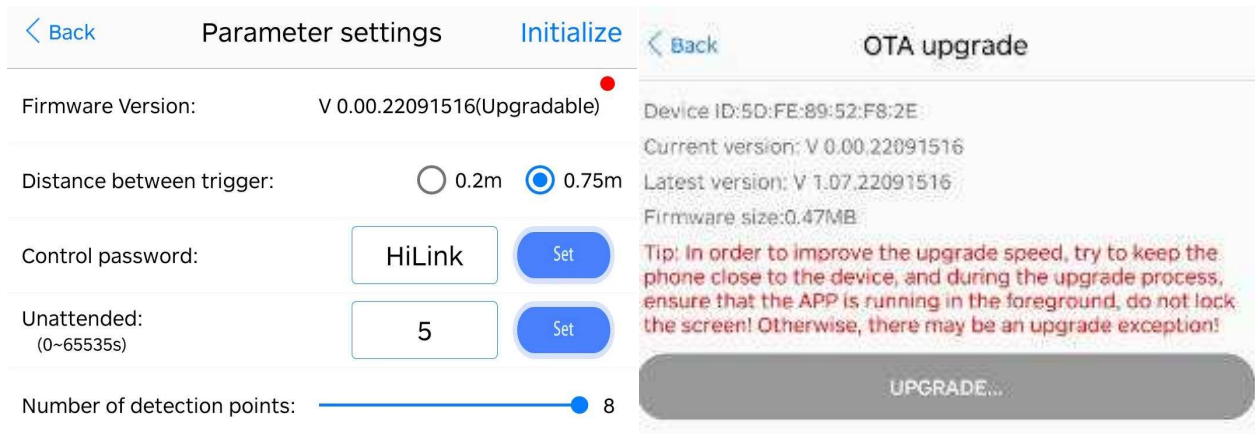 Back
Parameter settings
Initialize
Firmware Version:
V 0.00.22091516(Upgradable)
Distance between trigger:
0.2m
0.75m
Control password:
HiLink
Set
Unattended:
(0~65535s)
5
Set
Number of detection points:
8
Back
OTA upgrade
Device ID:5D:FE:89:52:F8:2E
Current version: V 0.00.22091516
Latest version: V 1.07.22091516
Firmware size:0.47MB
Tip: In order to improve the upgrade speed, try to keep the
phone close to the device, and during the upgrade process,
ensure that the APP is running in the foreground, do not lock
the screen! Otherwise, there may be an upgrade exception!
UPGRADE...